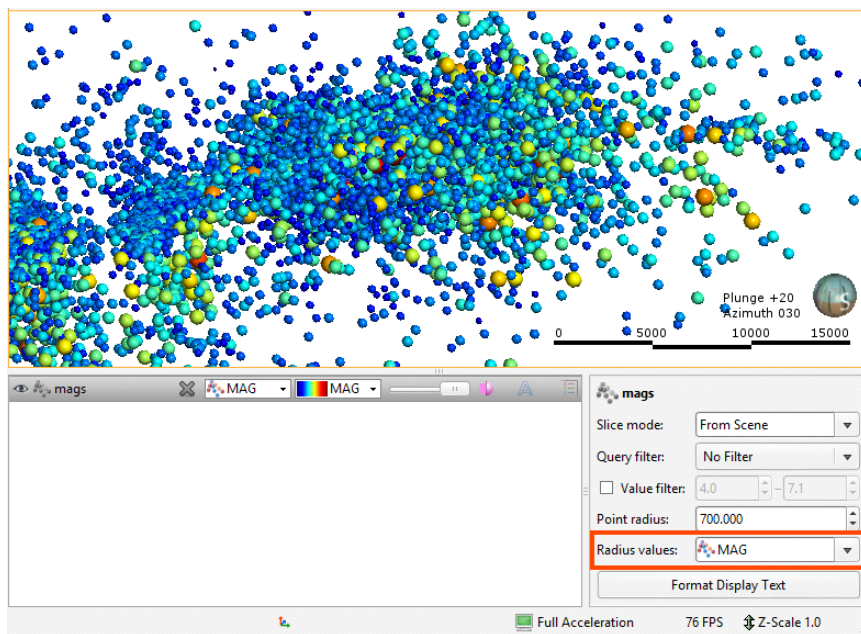 Plunge +20
Azimuth 030
S
0 5000 10000 15000
mags MAG MAG A
mags
Slice mode: From Scene
Query filter: No Filter
Value filter: 4.0 – 7.1
Point radius: 700.000
Radius values: MAG
Format Display Text
Full Acceleration 76 FPS Z-Scale 1.0